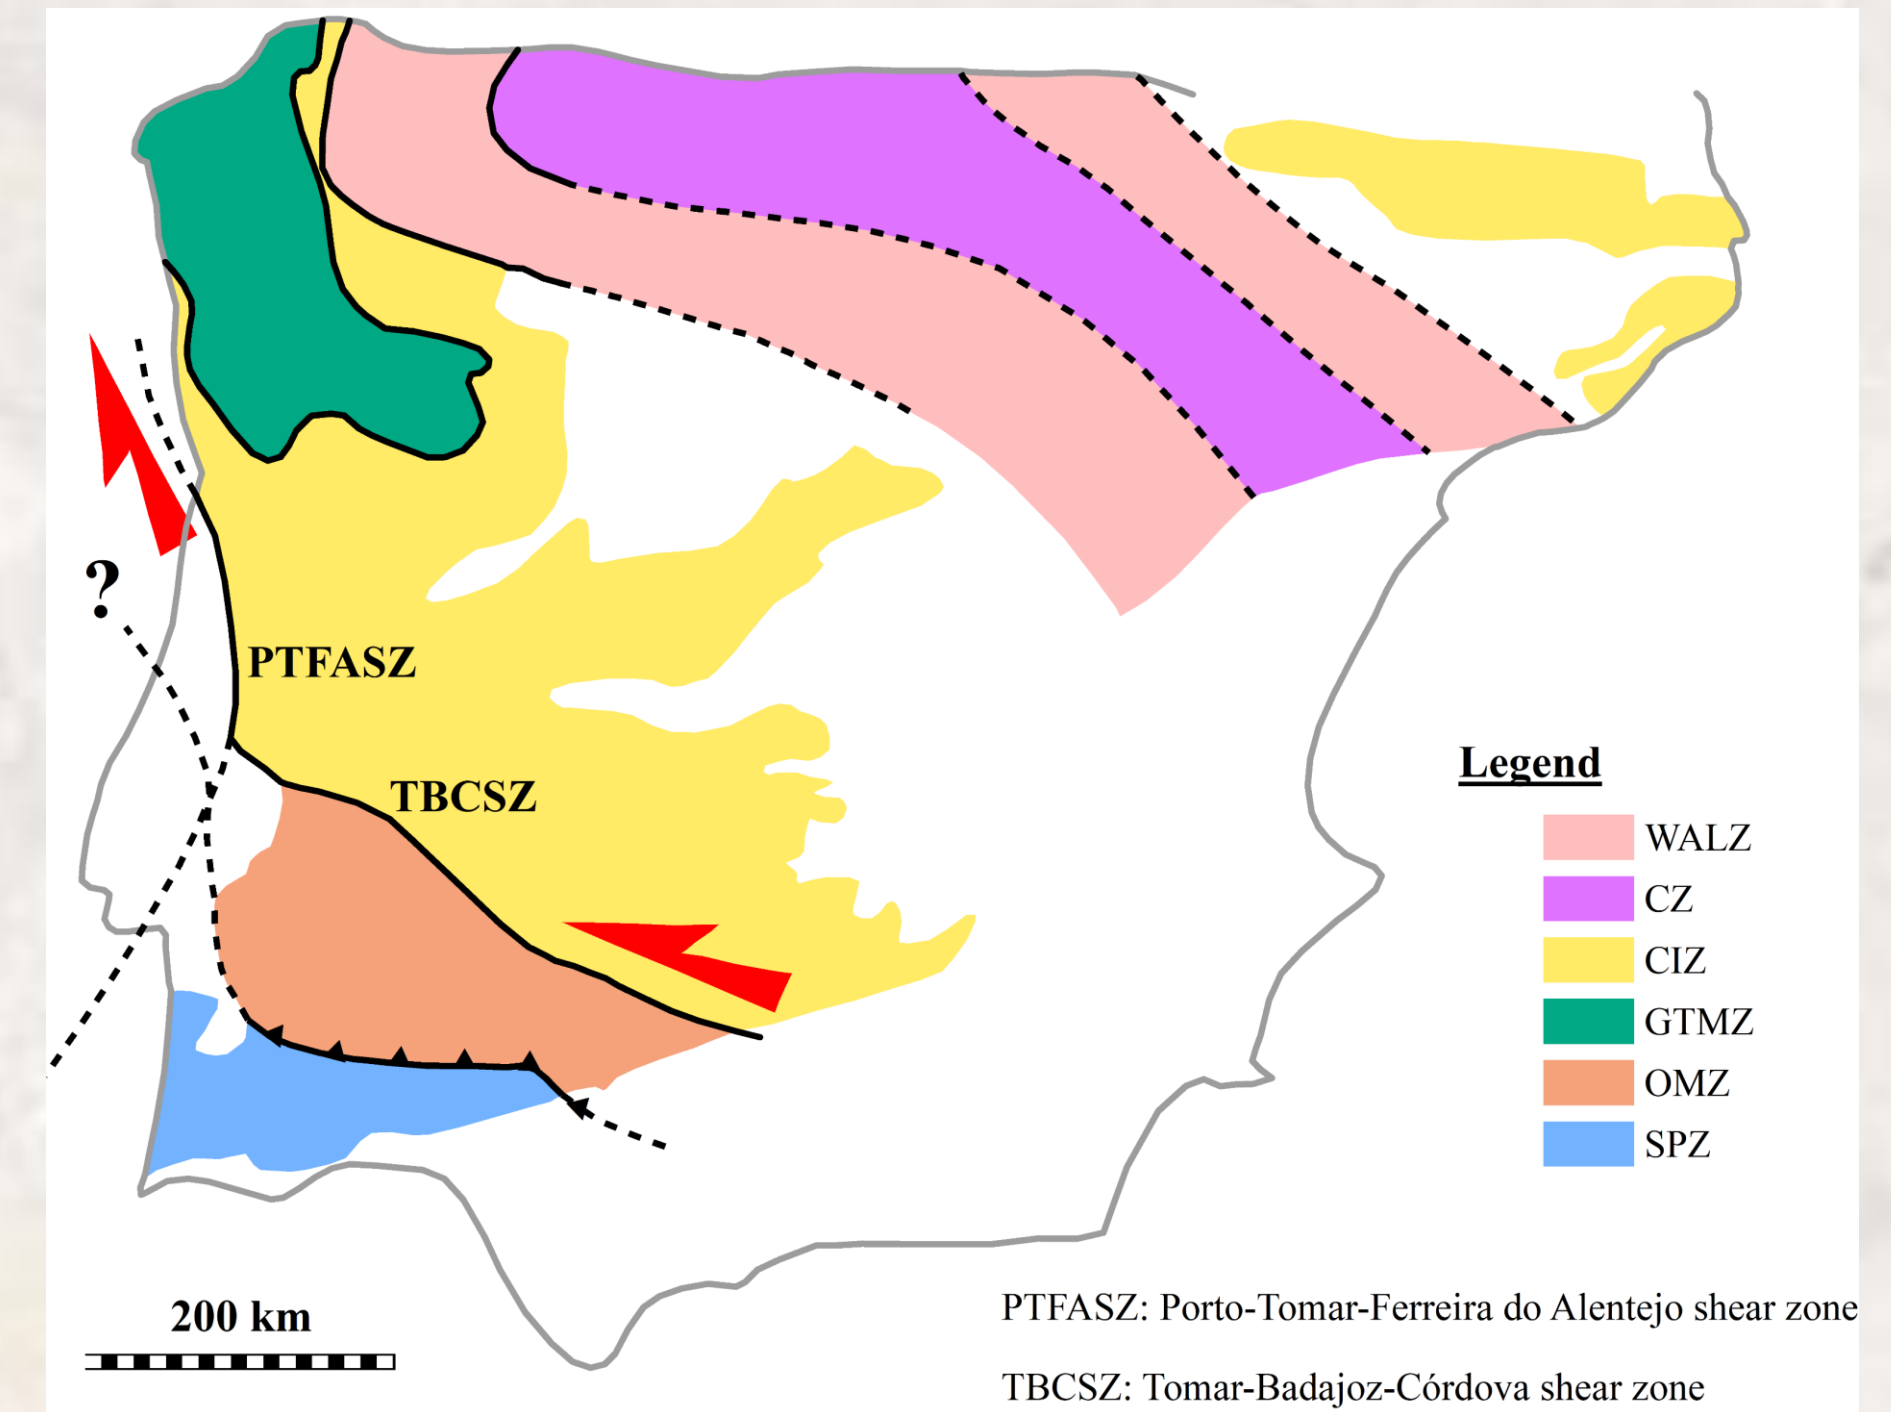 ?
PTFASZ
TBCSZ
Legend
WALZ
CZ
CIZ
GTMZ
OMZ
SPZ
200 km
PTFASZ: Porto-Tomar-Ferreira do Alentejo shear zone
TBCSZ: Tomar-Badajoz-Córdova shear zone